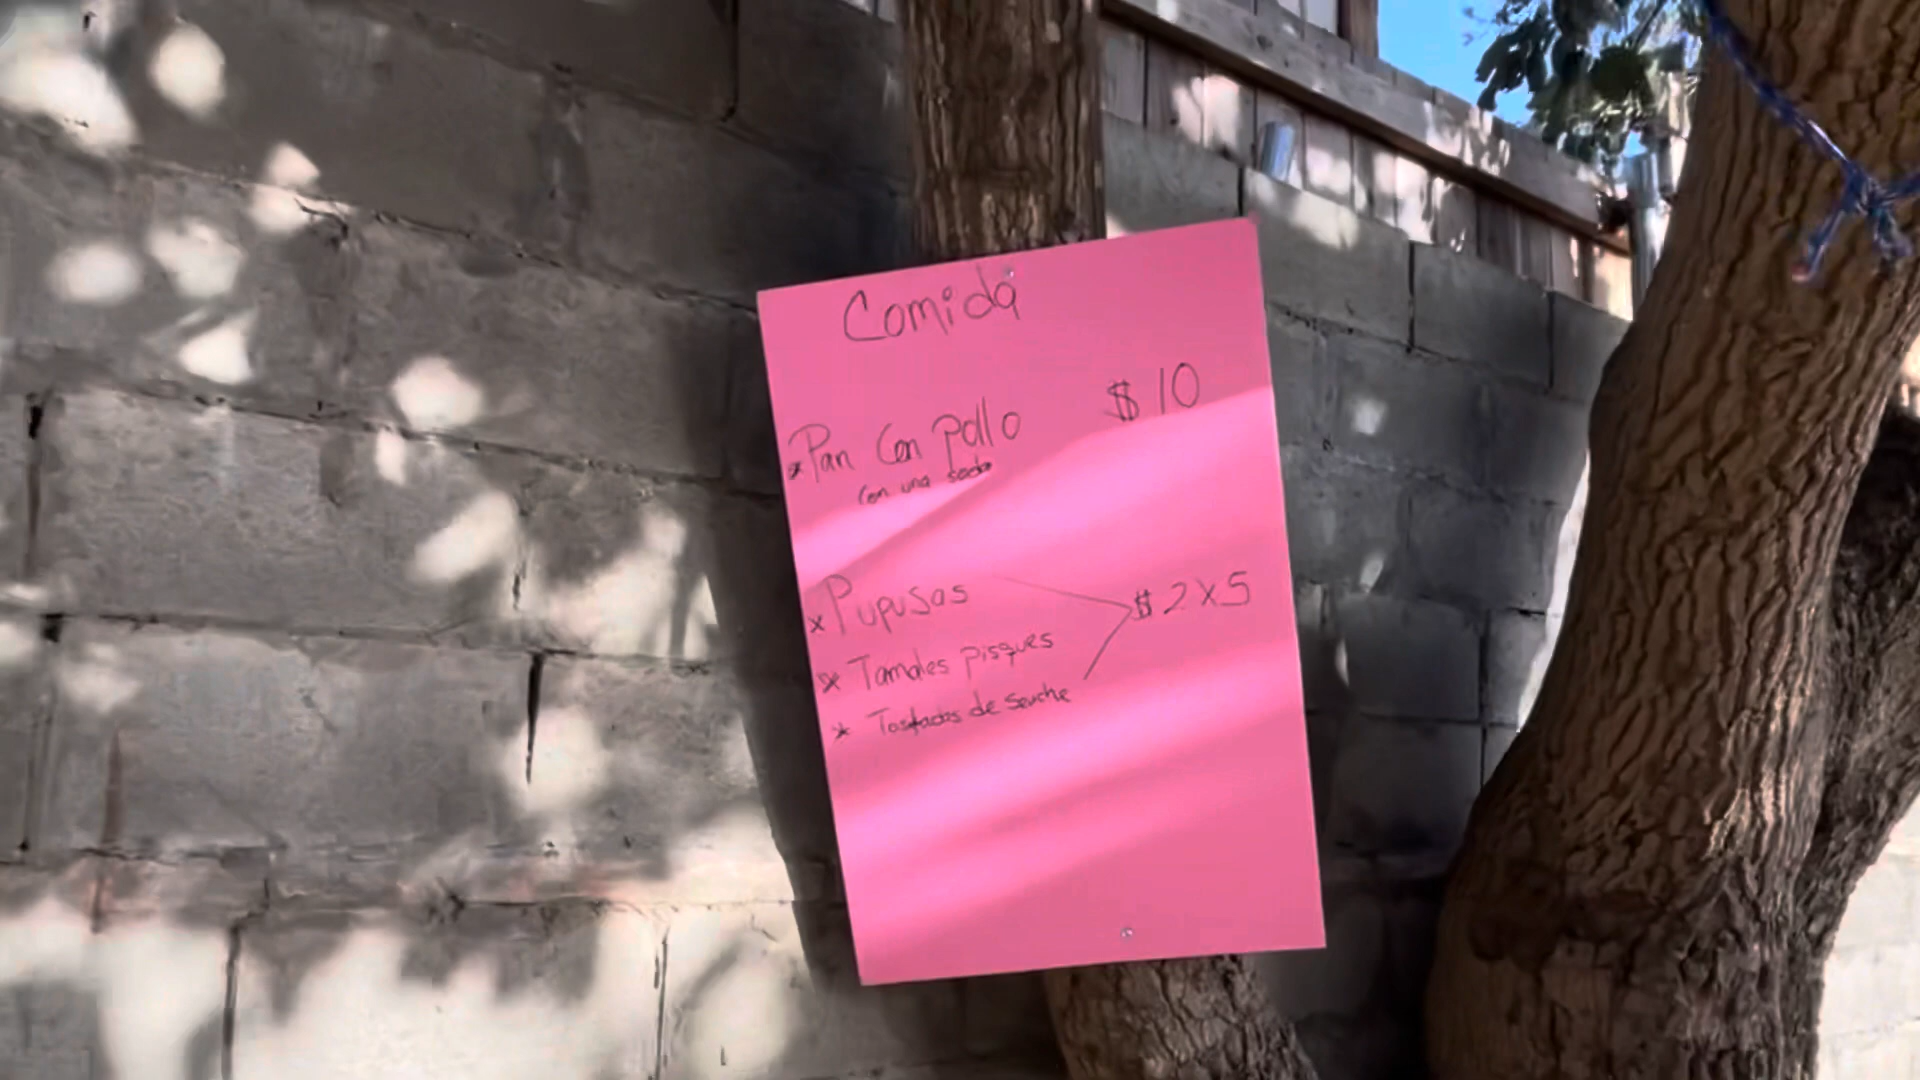 Comida
* Pan Con Pollo $10
con una soda
* Pupusas $2x5
* Tamales pisques
* Tostadas de seviche